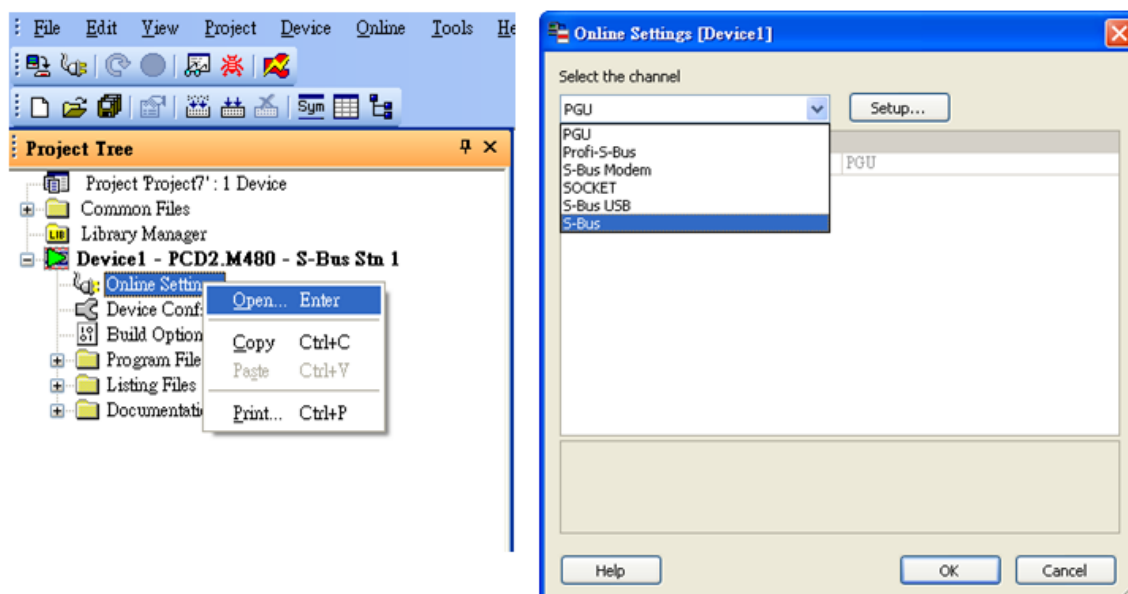 File Edit View Project Device Online Tools He
Sym
Project Tree
Project 'Project7' : 1 Device
Common Files
LIB Library Manager
Device1 - PCD2.M480 - S-Bus Stn 1
Online Settin
Device Conf
Build Option
Program File
Listing Files
Documentati
Open... Enter
Copy Ctrl+C
Paste Ctrl+V
Print... Ctrl+P
Online Settings [Device1]
Select the channel
PGU Setup...
PGU
Profi-S-Bus
S-Bus Modem
SOCKET
S-Bus USB
S-Bus
PGU
Help OK Cancel